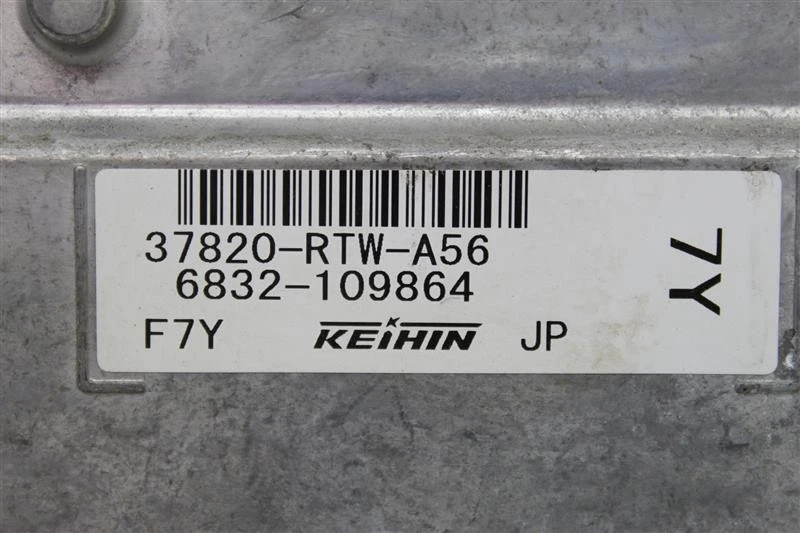 37820-RTW-A56
6832-109864
F7Y KEIHIN JP
7Y